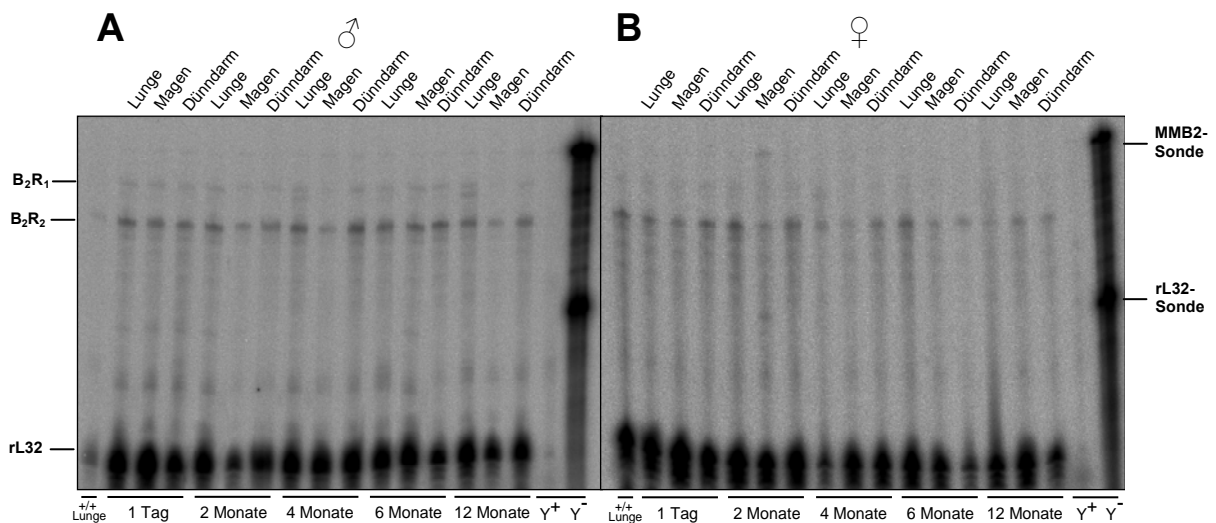 A ♂ B ♀
Lunge Magen Dünndarm Lunge Magen Dünndarm Lunge Magen Dünndarm Lunge Magen Dünndarm Lunge Magen Dünndarm Lunge Magen Dünndarm Lunge Magen Dünndarm Lunge Magen Dünndarm Lunge Magen Dünndarm Lunge Magen Dünndarm
MMB2-
Sonde
B₂R₁
B₂R₂
rL32-
Sonde
rL32
+/+ 1 Tag 2 Monate 4 Monate 6 Monate 12 Monate Y⁺ Y⁻ +/+ 1 Tag 2 Monate 4 Monate 6 Monate 12 Monate Y⁺ Y⁻
Lunge Lunge